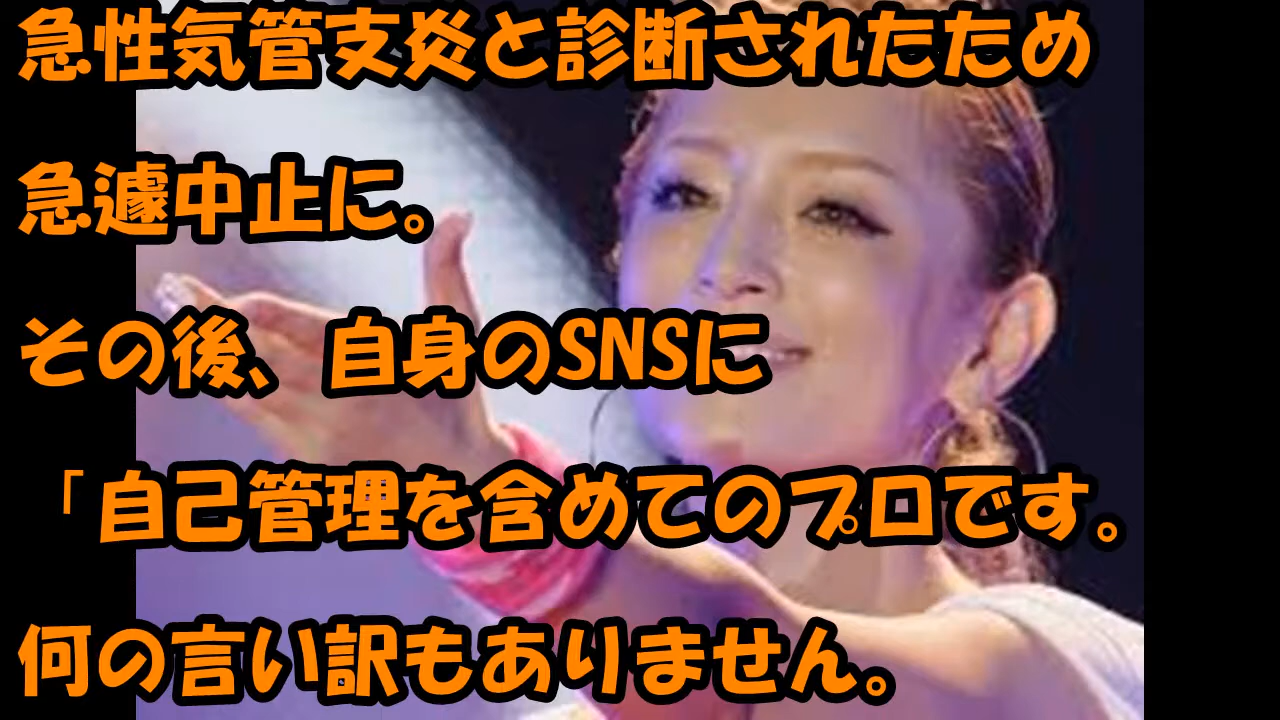 急性気管支炎と診断されたため
急遽中止に。
その後、自身のSNSに
「自己管理を含めてのプロです。
何の言い訳もありません。